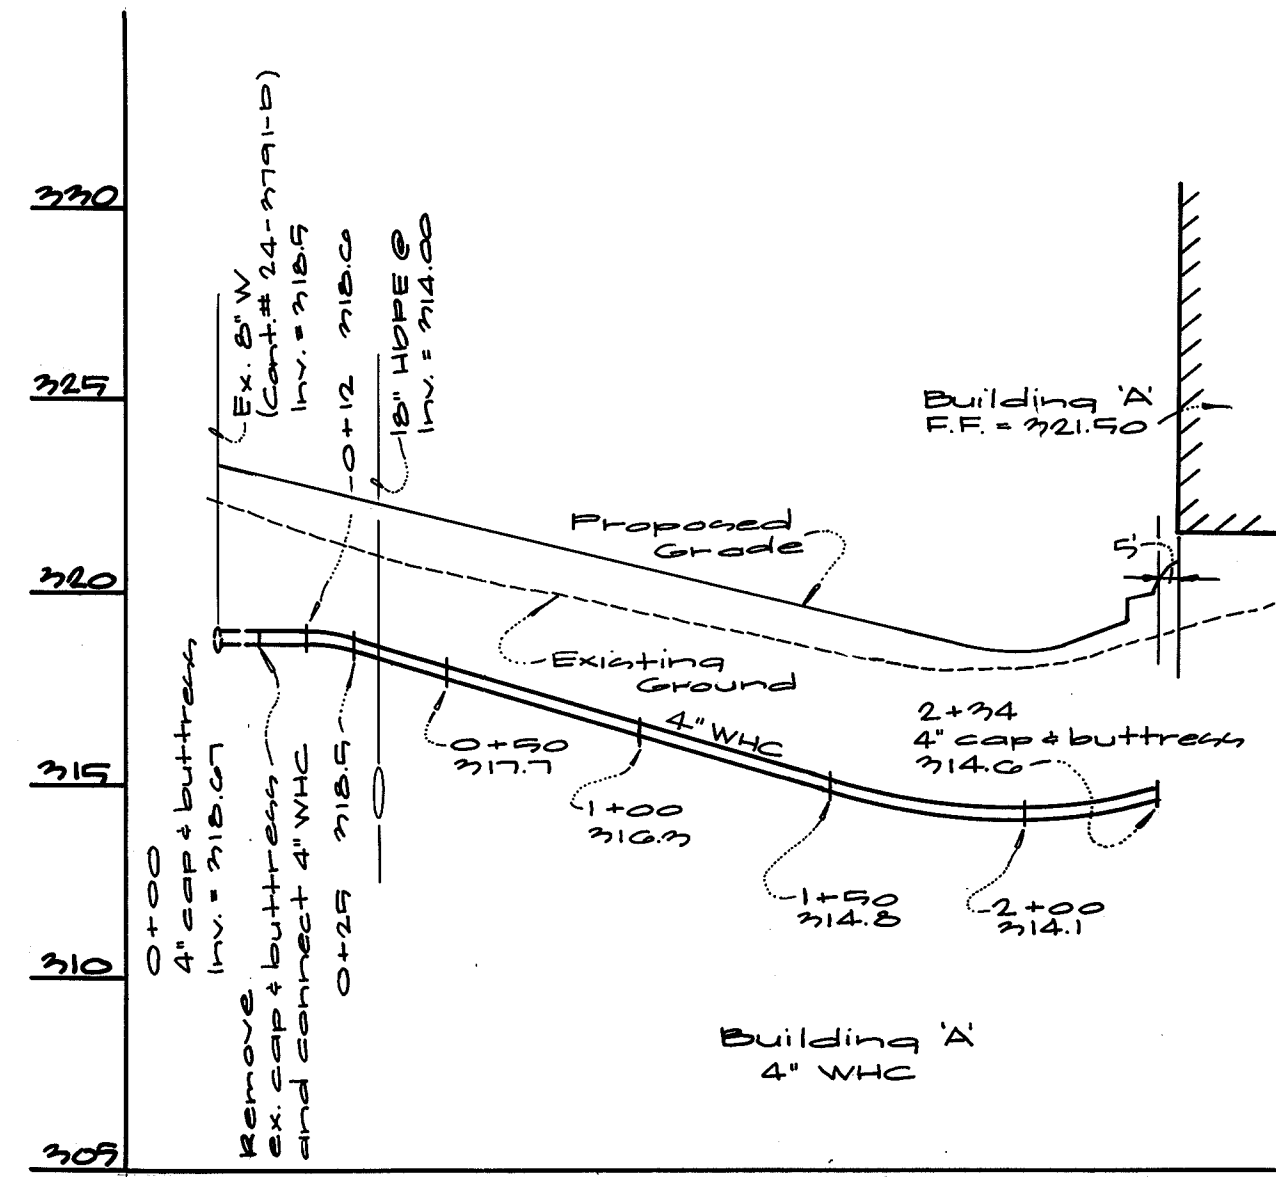 330
325
320
315
310
305
Ex. 8" W
(Cont.# 24-3791-D)
Inv. = 318.5
0+12 318.6
18" HDPE @
Inv. = 314.00
Building 'A'
F.F. = 321.50
Proposed
Grade
5'
Existing
Ground
4" WHC
0+50
317.7
1+00
316.3
1+50
314.8
2+00
314.1
2+34
4" cap & buttress
314.6
0+00
4" cap & buttress
Inv. = 318.67
Remove
ex. cap & buttress
and connect 4" WHC
0+25 318.5
Building 'A'
4" WHC